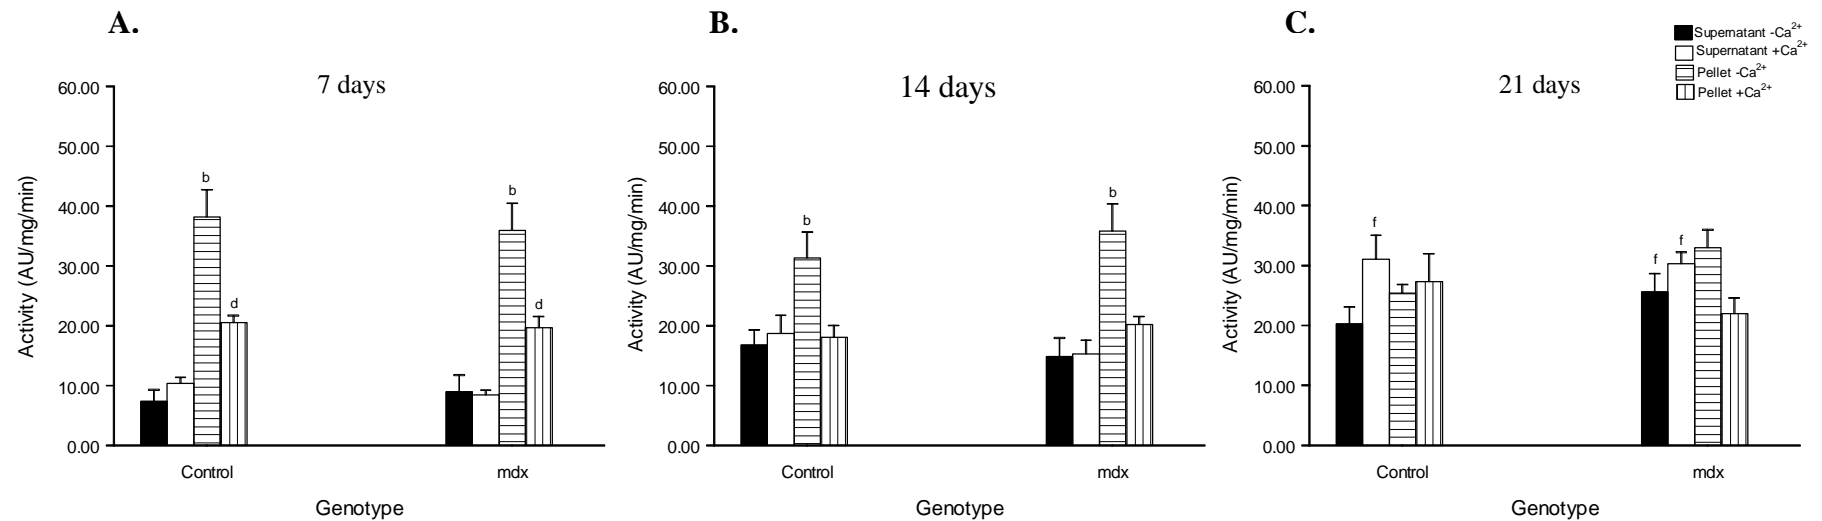 A.
7 days
60.00
50.00
40.00
30.00
20.00
10.00
0.00
Activity (AU/mg/min)
b
d
b
d
Control
mdx
Genotype
B.
14 days
60.00
50.00
40.00
30.00
20.00
10.00
0.00
Activity (AU/mg/min)
b
b
Control
mdx
Genotype
C.
21 days
Supernatant -Ca2+
Supernatant +Ca2+
Pellet -Ca2+
Pellet +Ca2+
60.00
50.00
40.00
30.00
20.00
10.00
0.00
Activity (AU/mg/min)
f
f
f
Control
mdx
Genotype